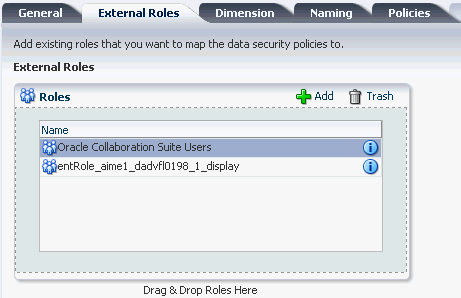 General External Roles Dimension Naming Policies
Add existing roles that you want to map the data security policies to.
External Roles
Roles Add Trash
Name
Oracle Collaboration Suite Users
entRole_aime1_dadvfl0198_1_display
Drag & Drop Roles Here